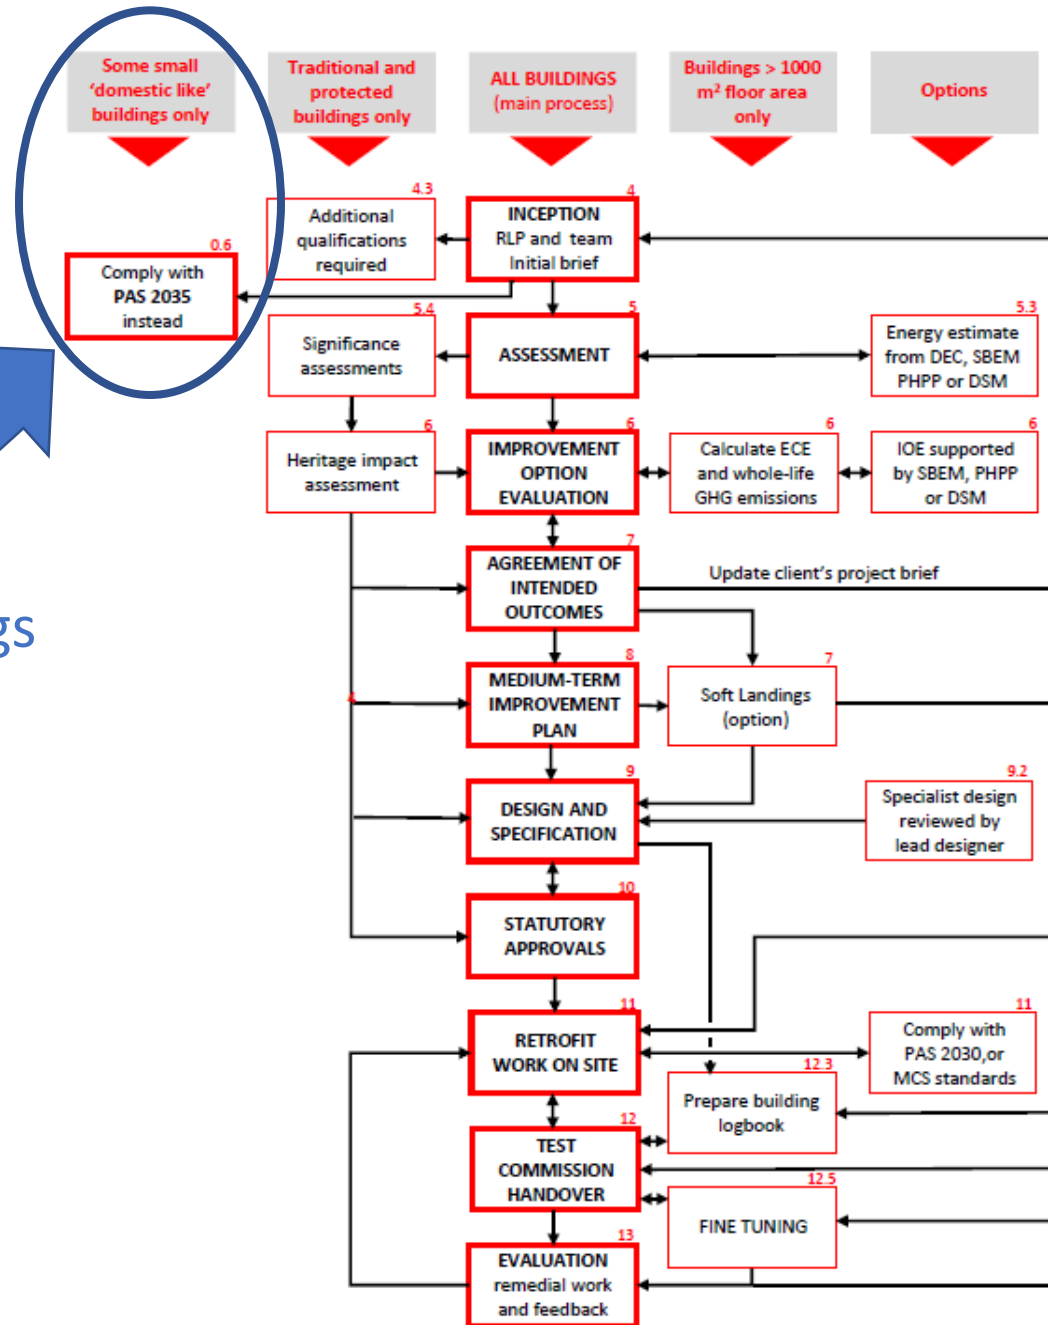 Some small
'domestic like'
buildings only
Traditional and
protected
buildings only
ALL BUILDINGS
(main process)
Buildings > 1000
m² floor area
only
Options
4.3
Additional
qualifications
required
4
INCEPTION
RLP and team
Initial brief
0.6
Comply with
PAS 2035
instead
5.4
Significance
assessments
5
ASSESSMENT
5.3
Energy estimate
from DEC, SBEM
PHPP or DSM
6
Heritage impact
assessment
6
IMPROVEMENT
OPTION
EVALUATION
6
Calculate ECE
and whole-life
GHG emissions
6
IOE supported
by SBEM, PHPP
or DSM
7
AGREEMENT OF
INTENDED
OUTCOMES
Update client's project brief
gs
8
MEDIUM-TERM
IMPROVEMENT
PLAN
7
Soft Landings
(option)
4
9
DESIGN AND
SPECIFICATION
9.2
Specialist design
reviewed by
lead designer
10
STATUTORY
APPROVALS
11
RETROFIT
WORK ON SITE
11
Comply with
PAS 2030,or
MCS standards
12.3
Prepare building
logbook
12
TEST
COMMISSION
HANDOVER
12.5
FINE TUNING
13
EVALUATION
remedial work
and feedback